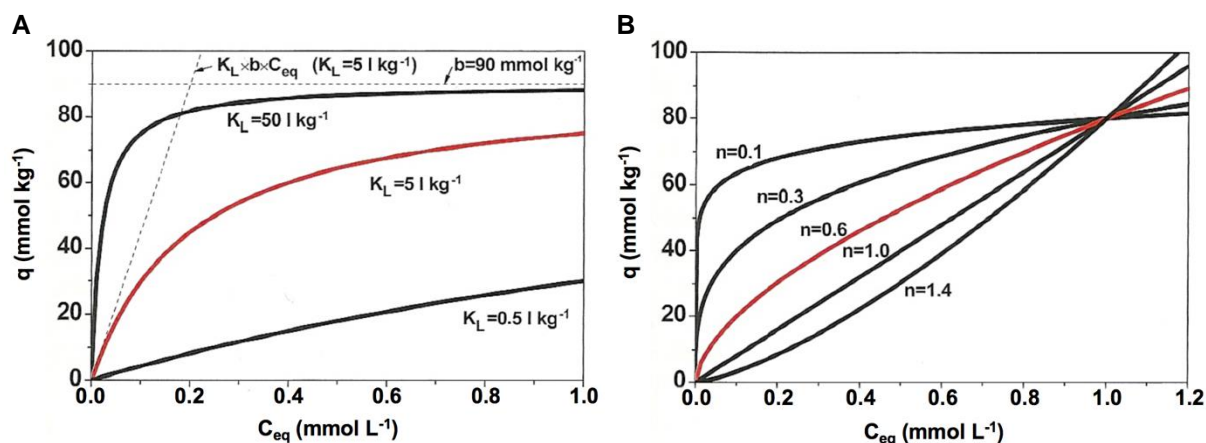 A
B
100
80
60
40
20
0
q (mmol kg⁻¹)
K_L×b×C_eq (K_L=5 l kg⁻¹)
b=90 mmol kg⁻¹
K_L=50 l kg⁻¹
K_L=5 l kg⁻¹
K_L=0.5 l kg⁻¹
0.0 0.2 0.4 0.6 0.8 1.0
C_eq (mmol L⁻¹)
100
80
60
40
20
0
q (mmol kg⁻¹)
n=0.1
n=0.3
n=0.6
n=1.0
n=1.4
0.0 0.2 0.4 0.6 0.8 1.0 1.2
C_eq (mmol L⁻¹)